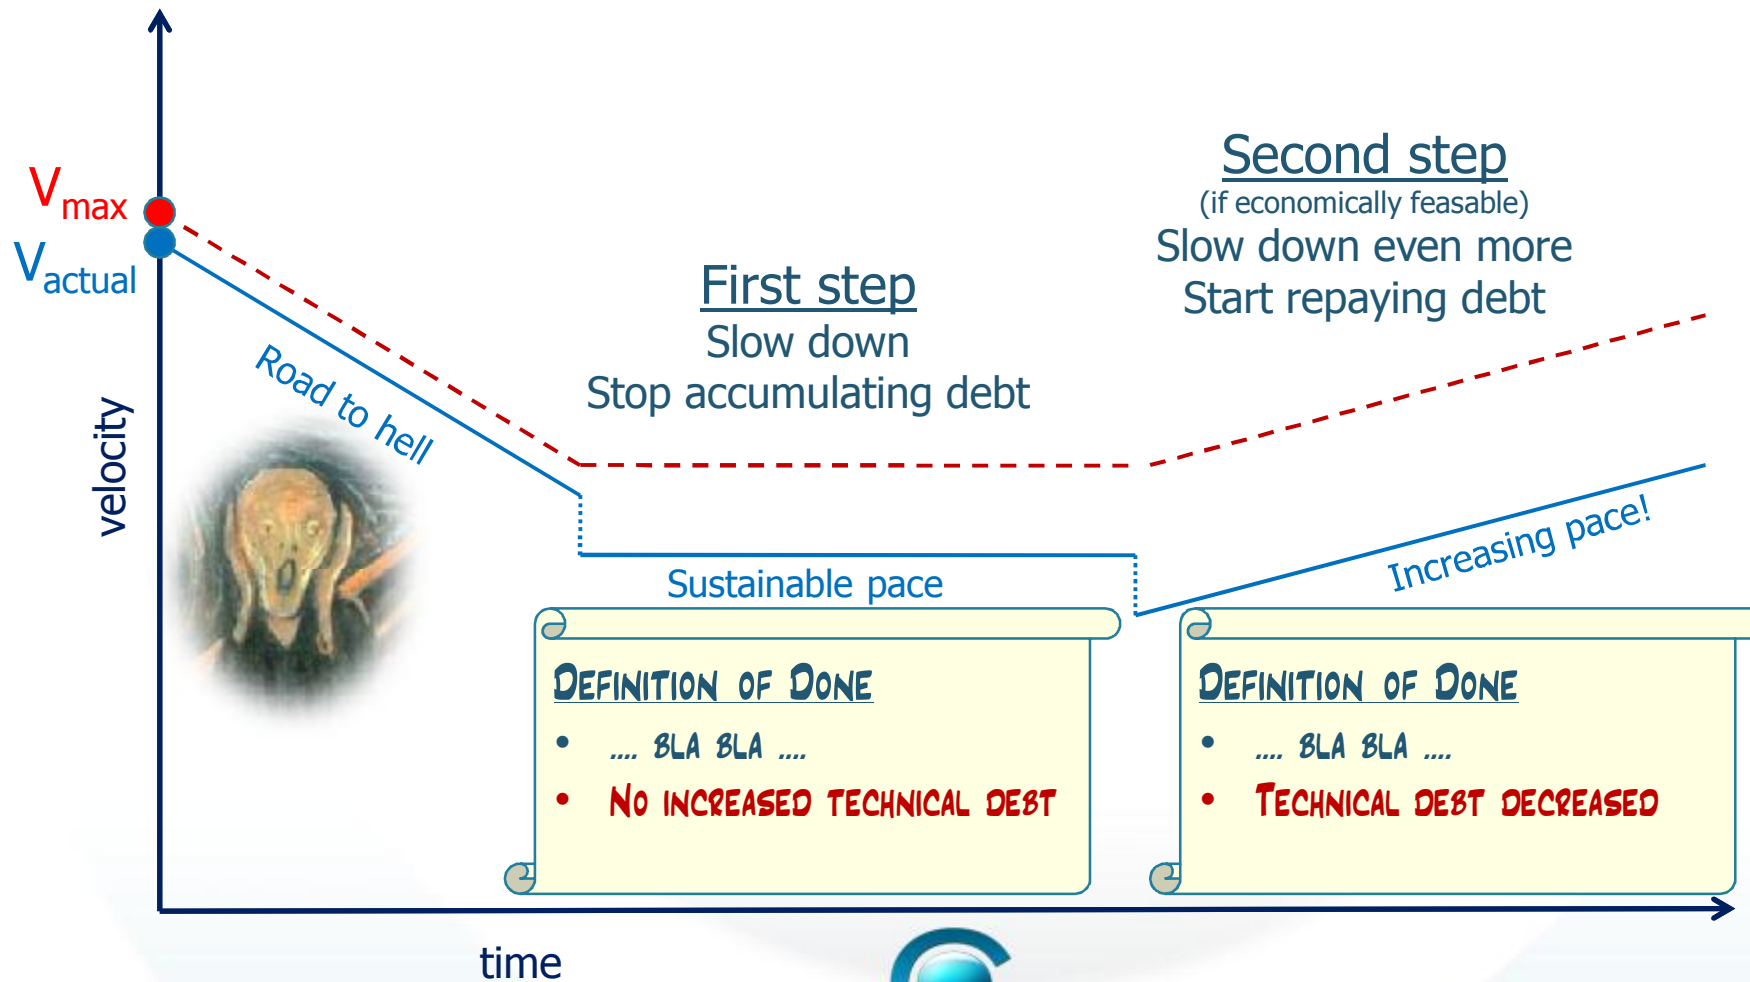 V max
V actual
velocity
Road to hell
First step
Slow down
Stop accumulating debt
Second step
(if economically feasable)
Slow down even more
Start repaying debt
Sustainable pace
Increasing pace!
Definition of Done
• .... bla bla ....
• No increased technical debt
Definition of Done
• .... bla bla ....
• Technical debt decreased
time